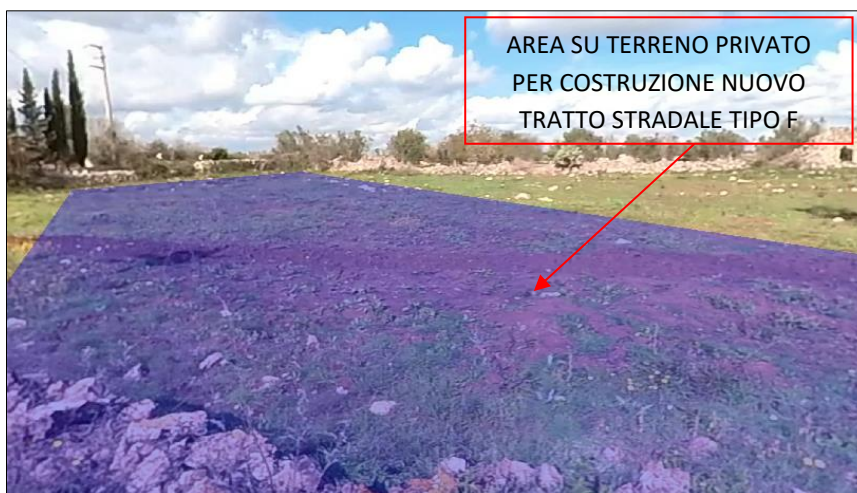 AREA SU TERRENO PRIVATO
PER COSTRUZIONE NUOVO
TRATTO STRADALE TIPO F